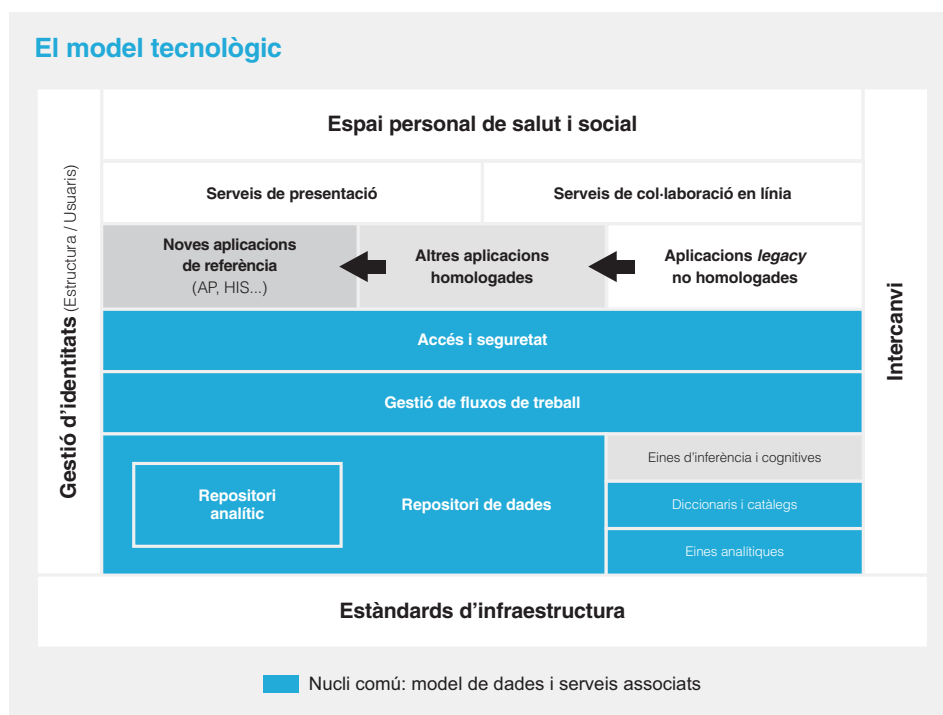 El model tecnològic
Gestió d’identitats (Estructura / Usuaris)
Espai personal de salut i social
Serveis de presentació
Serveis de col·laboració en línia
Noves aplicacions
de referència
(AP, HIS...)
Altres aplicacions
homologades
Aplicacions legacy
no homologades
Accés i seguretat
Gestió de fluxos de treball
Repositori
analític
Repositori de dades
Eines d’inferència i cognitives
Diccionaris i catàlegs
Eines analítiques
Intercanvi
Estàndards d’infraestructura
Nucli comú: model de dades i serveis associats